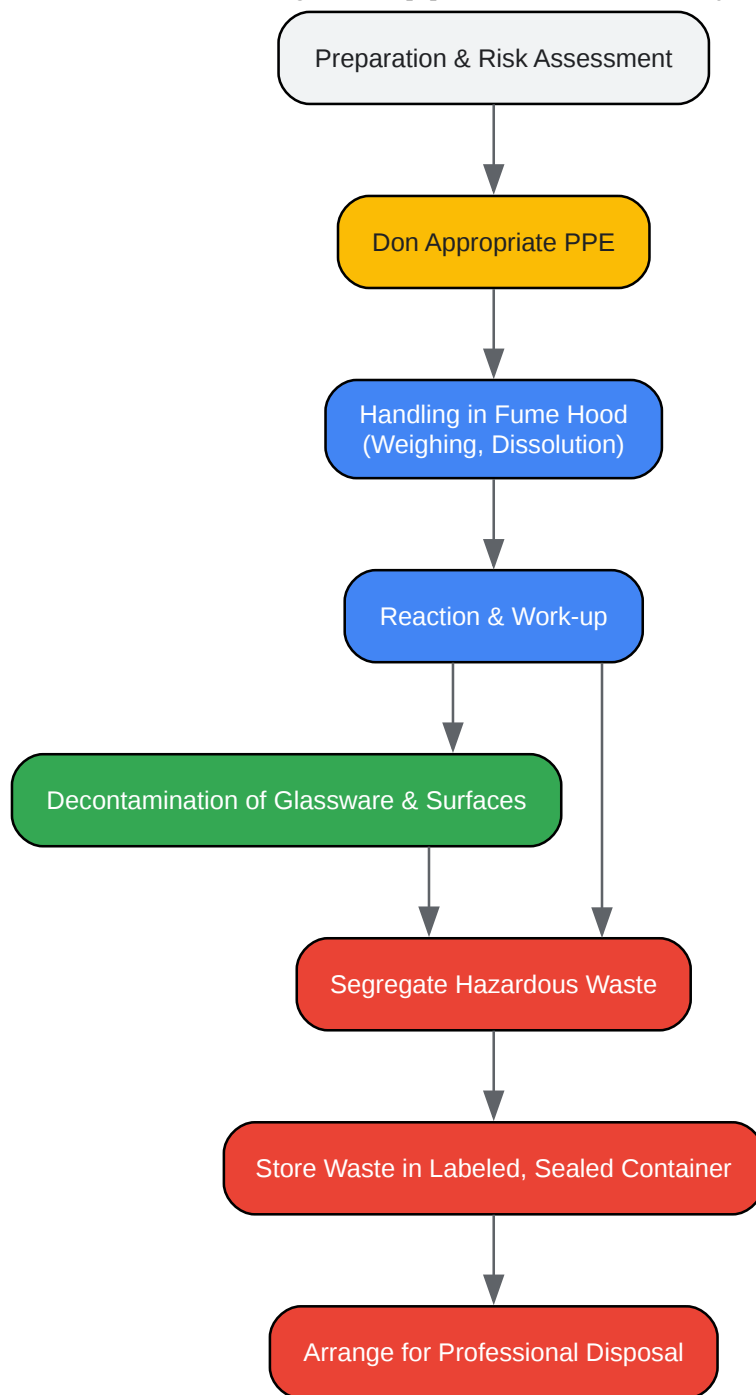 Preparation & Risk Assessment
Don Appropriate PPE
Handling in Fume Hood
(Weighing, Dissolution)
Reaction & Work-up
Decontamination of Glassware & Surfaces
Segregate Hazardous Waste
Store Waste in Labeled, Sealed Container
Arrange for Professional Disposal